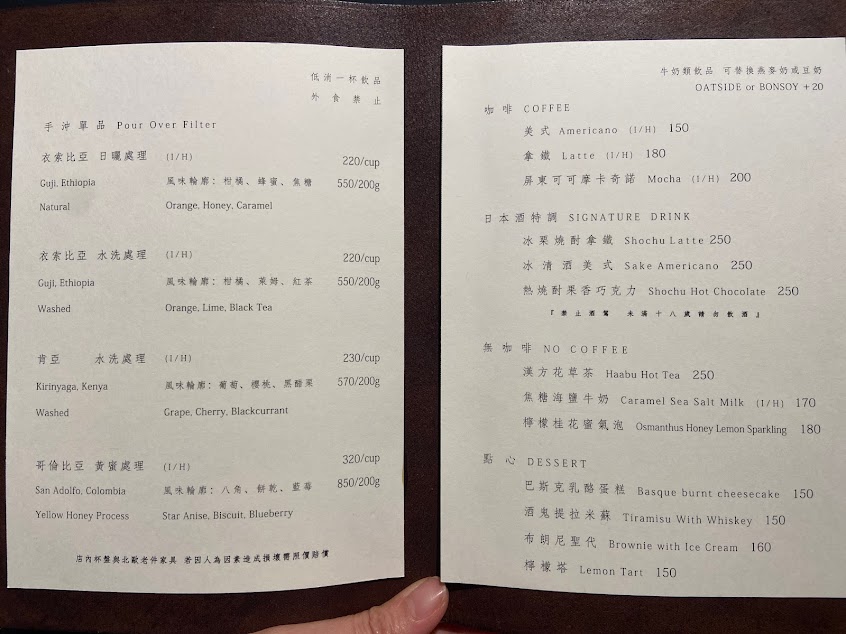 低消一杯飲品
外食禁止
手沖單品 Pour Over Filter
衣索比亞 日曬處理 (I/H) 220/cup
Guji, Ethiopia 風味輪廓：柑橘、蜂蜜、焦糖 550/200g
Natural Orange, Honey, Caramel
衣索比亞 水洗處理 (I/H) 220/cup
Guji, Ethiopia 風味輪廓：柑橘、萊姆、紅茶 550/200g
Washed Orange, Lime, Black Tea
肯亞 水洗處理 (I/H) 230/cup
Kirinyaga, Kenya 風味輪廓：葡萄、櫻桃、黑醋栗 570/200g
Washed Grape, Cherry, Blackcurrant
哥倫比亞 黃蜜處理 (I/H) 320/cup
San Adolfo, Colombia 風味輪廓：八角、餅乾、藍莓 850/200g
Yellow Honey Process Star Anise, Biscuit, Blueberry
店內杯盤與北歐老件家具 若因人為因素造成損壞需照價賠償
牛奶類飲品 可替換燕麥奶或豆奶
OATSIDE or BONSOY +20
咖啡 COFFEE
美式 Americano (I/H) 150
拿鐵 Latte (I/H) 180
屏東可可摩卡奇諾 Mocha (I/H) 200
日本酒特調 SIGNATURE DRINK
冰栗燒酎拿鐵 Shochu Latte 250
冰清酒美式 Sake Americano 250
熱燒酎果香巧克力 Shochu Hot Chocolate 250
『禁止酒駕 未滿十八歲請勿飲酒』
無咖啡 NO COFFEE
漢方花草茶 Haabu Hot Tea 250
焦糖海鹽牛奶 Caramel Sea Salt Milk (I/H) 170
檸檬桂花蜜氣泡 Osmanthus Honey Lemon Sparkling 180
點心 DESSERT
巴斯克乳酪蛋糕 Basque burnt cheesecake 150
酒鬼提拉米蘇 Tiramisu With Whiskey 150
布朗尼聖代 Brownie with Ice Cream 160
檸檬塔 Lemon Tart 150